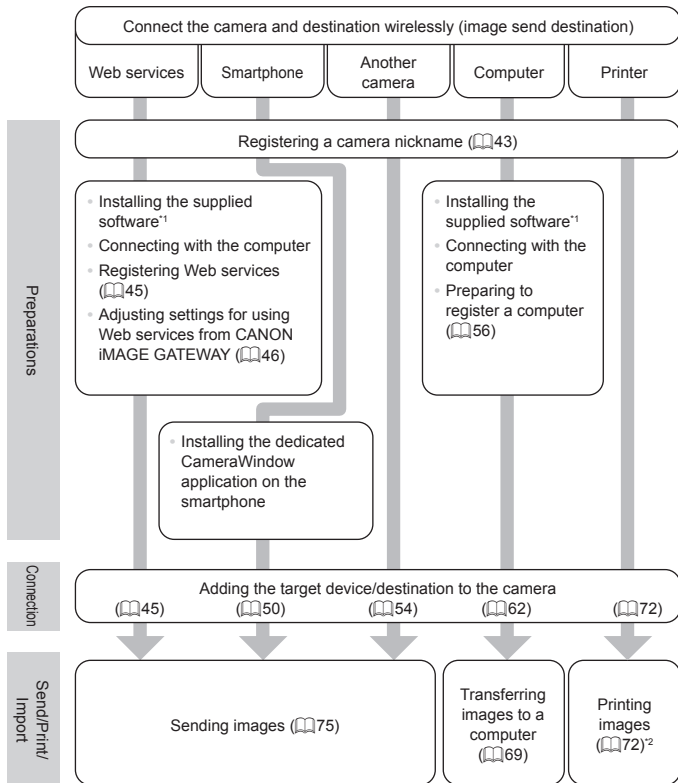 Connect the camera and destination wirelessly (image send destination)
Web services
Smartphone
Another
camera
Computer
Printer
Preparations
Registering a camera nickname (43)
• Installing the supplied
software*1
• Connecting with the computer
• Registering Web services
(45)
• Adjusting settings for using
Web services from CANON
iMAGE GATEWAY (46)
• Installing the
supplied software*1
• Connecting with the
computer
• Preparing to
register a computer
(56)
• Installing the dedicated
CameraWindow
application on the
smartphone
Connection
Adding the target device/destination to the camera
(45)
(50)
(54)
(62)
(72)
Send/Print/
Import
Sending images (75)
Transferring
images to a
computer
(69)
Printing
images
(72)*2